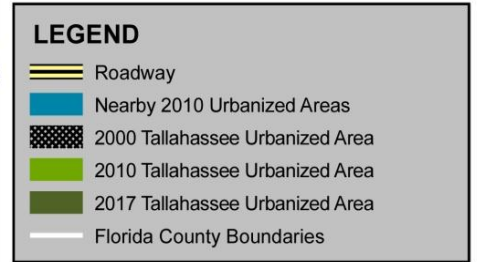 LEGEND
Roadway
Nearby 2010 Urbanized Areas
2000 Tallahassee Urbanized Area
2010 Tallahassee Urbanized Area
2017 Tallahassee Urbanized Area
Florida County Boundaries